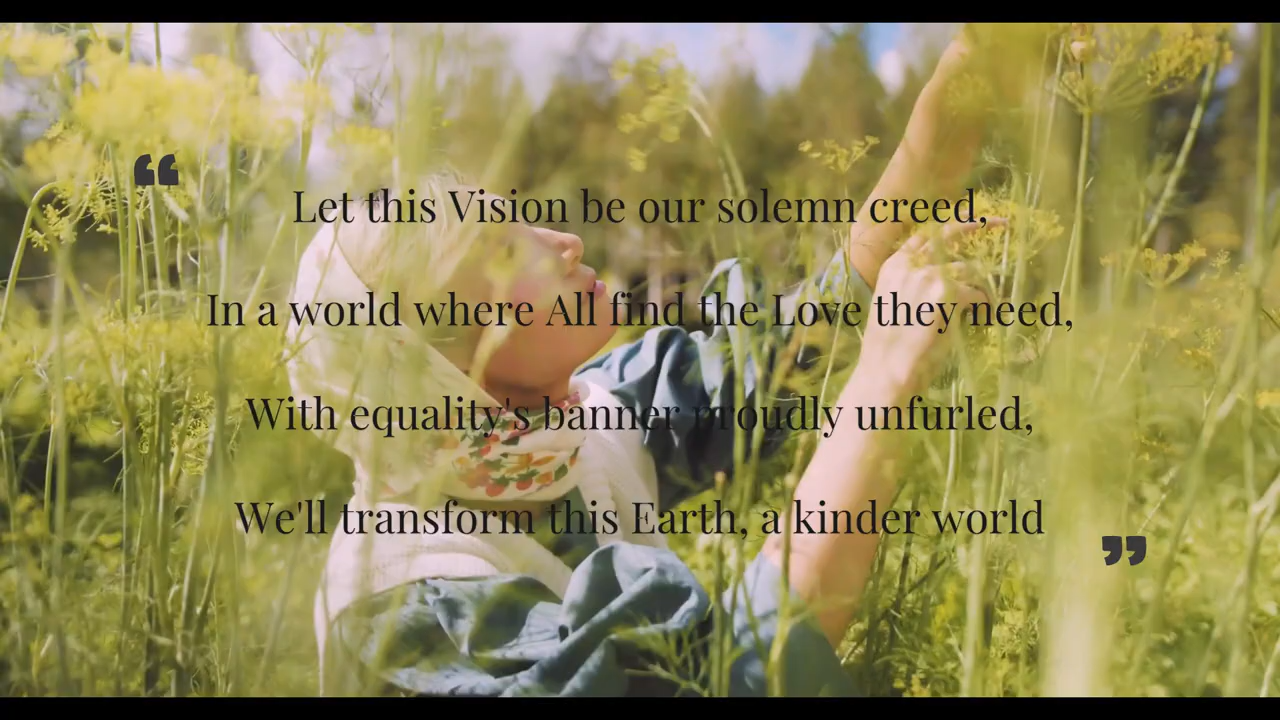 “
Let this Vision be our solemn creed,
In a world where All find the Love they need,
With equality's banner proudly unfurled,
We'll transform this Earth, a kinder world
”